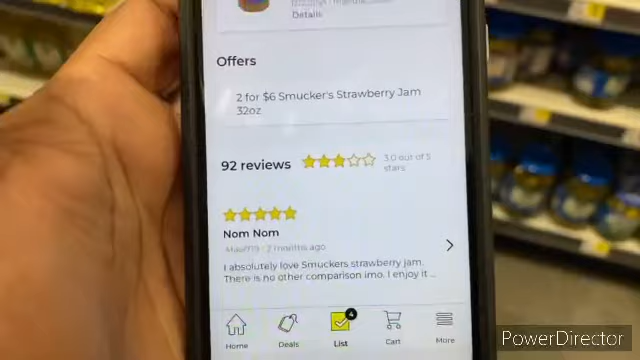 Details
Offers
2 for $6 Smucker's Strawberry Jam
32oz
92 reviews
3.0 out of 5
stars
Nom Nom
2 months ago
I absolutely love Smuckers strawberry jam.
There is no other comparison imo. I enjoy it ...
4
Home
Deals
List
Cart
More
PowerDirector